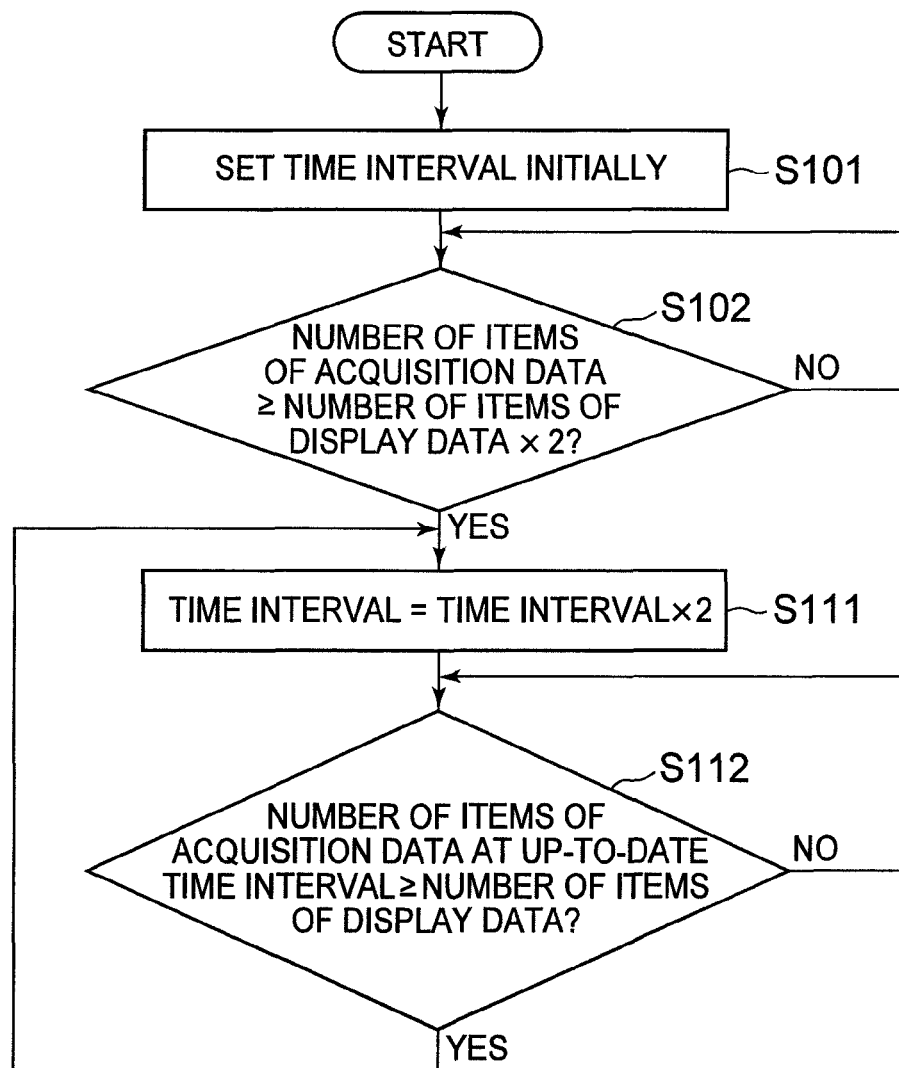 START
SET TIME INTERVAL INITIALLY
S101
S102
NUMBER OF ITEMS
OF ACQUISITION DATA
≥ NUMBER OF ITEMS OF
DISPLAY DATA × 2?
NO
YES
TIME INTERVAL = TIME INTERVAL×2
S111
S112
NUMBER OF ITEMS OF
ACQUISITION DATA AT UP-TO-DATE
TIME INTERVAL ≥ NUMBER OF ITEMS
OF DISPLAY DATA?
NO
YES